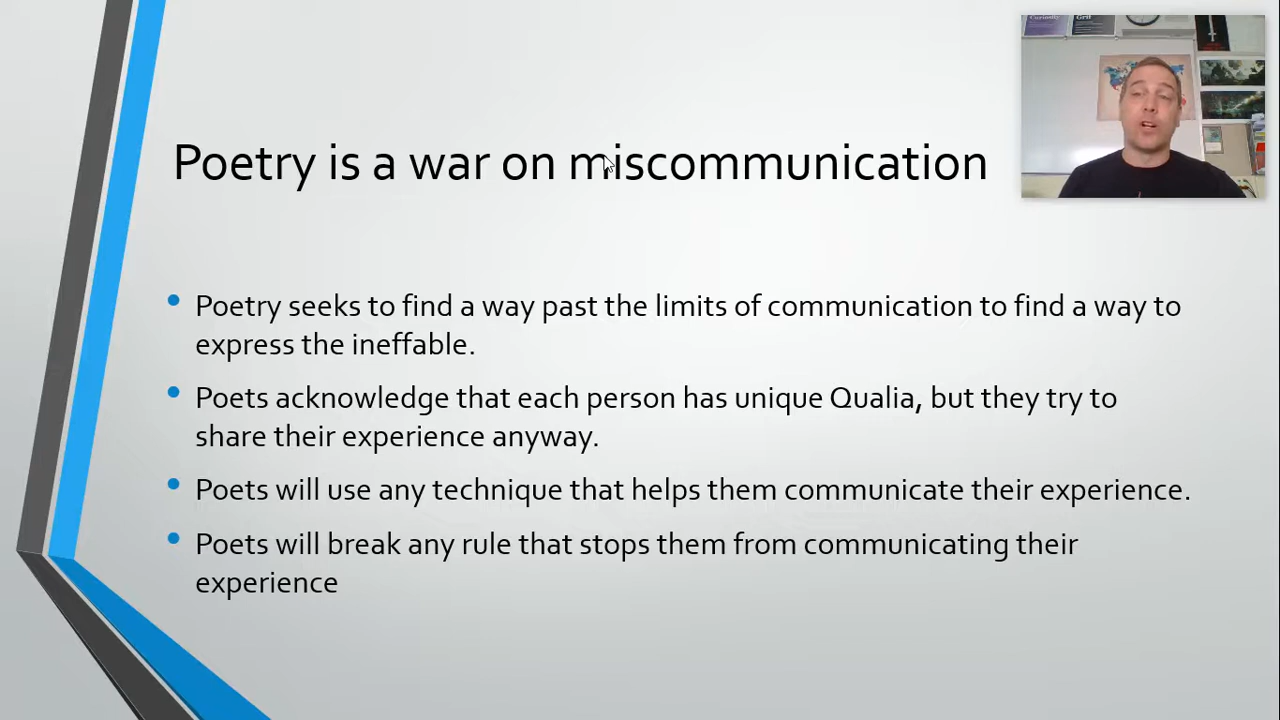 Curiosity
Grit
Poetry is a war on miscommunication
Poetry seeks to find a way past the limits of communication to find a way to
express the ineffable.
Poets acknowledge that each person has unique Qualia, but they try to
share their experience anyway.
Poets will use any technique that helps them communicate their experience.
Poets will break any rule that stops them from communicating their
experience